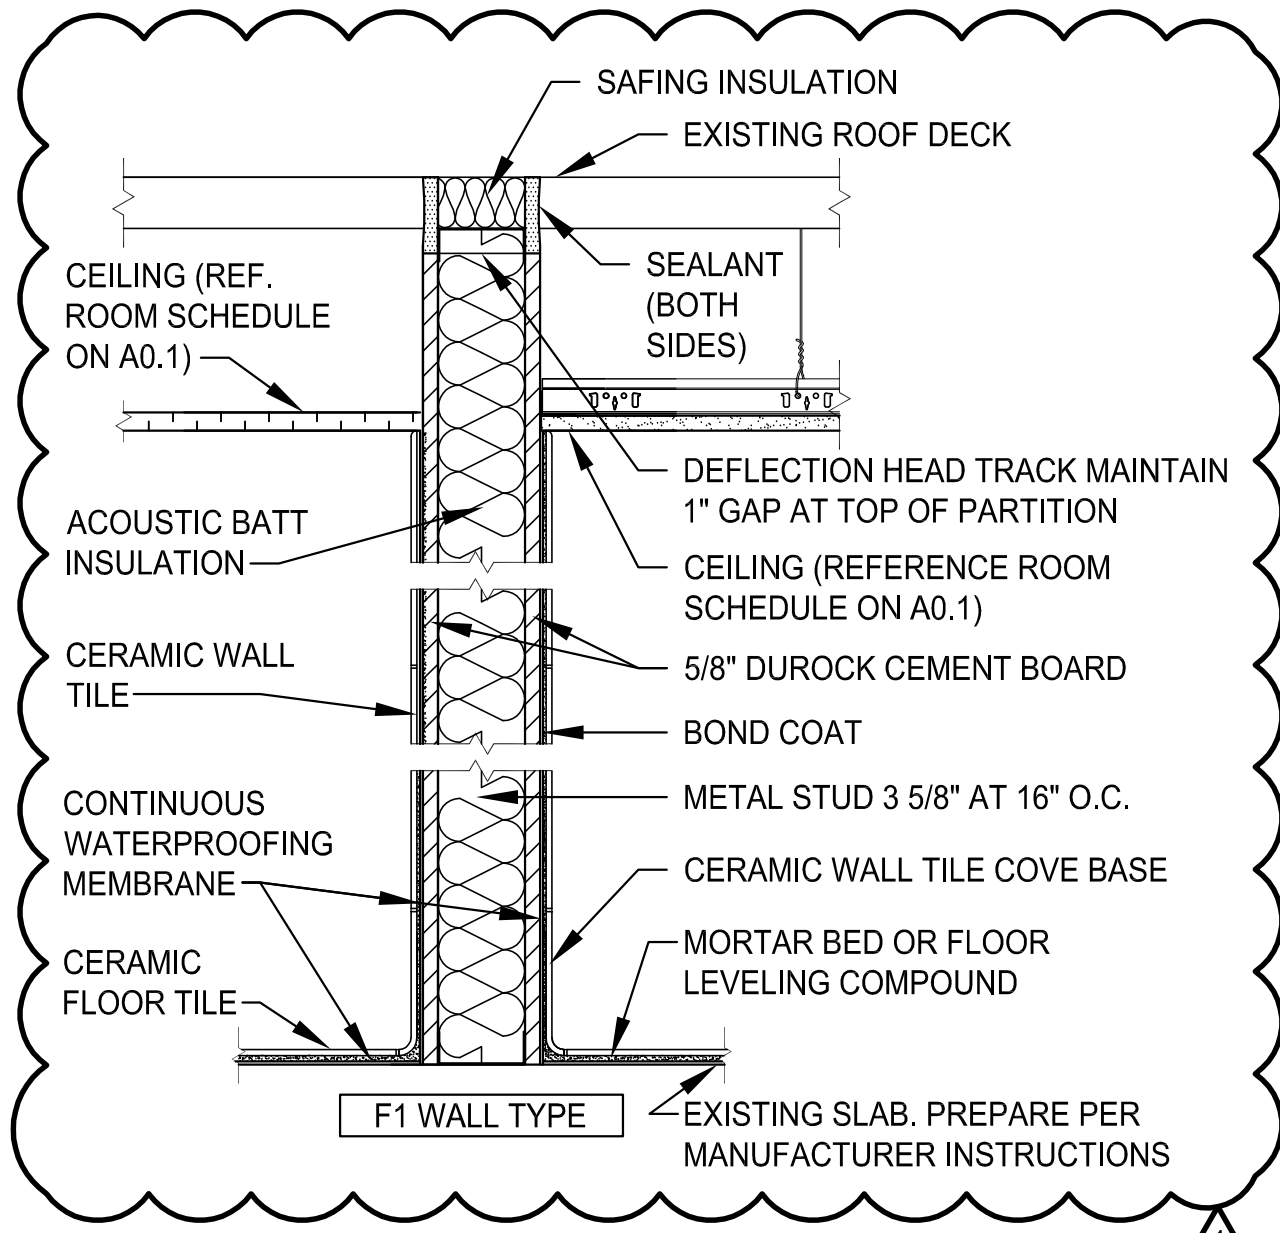 SAFING INSULATION
EXISTING ROOF DECK
CEILING (REF.
ROOM SCHEDULE
ON A0.1)
SEALANT
(BOTH
SIDES)
DEFLECTION HEAD TRACK MAINTAIN
1" GAP AT TOP OF PARTITION
ACOUSTIC BATT
INSULATION
CEILING (REFERENCE ROOM
SCHEDULE ON A0.1)
CERAMIC WALL
TILE
5/8" DUROCK CEMENT BOARD
BOND COAT
METAL STUD 3 5/8" AT 16" O.C.
CONTINUOUS
WATERPROOFING
MEMBRANE
CERAMIC WALL TILE COVE BASE
MORTAR BED OR FLOOR
LEVELING COMPOUND
CERAMIC
FLOOR TILE
F1 WALL TYPE
EXISTING SLAB. PREPARE PER
MANUFACTURER INSTRUCTIONS